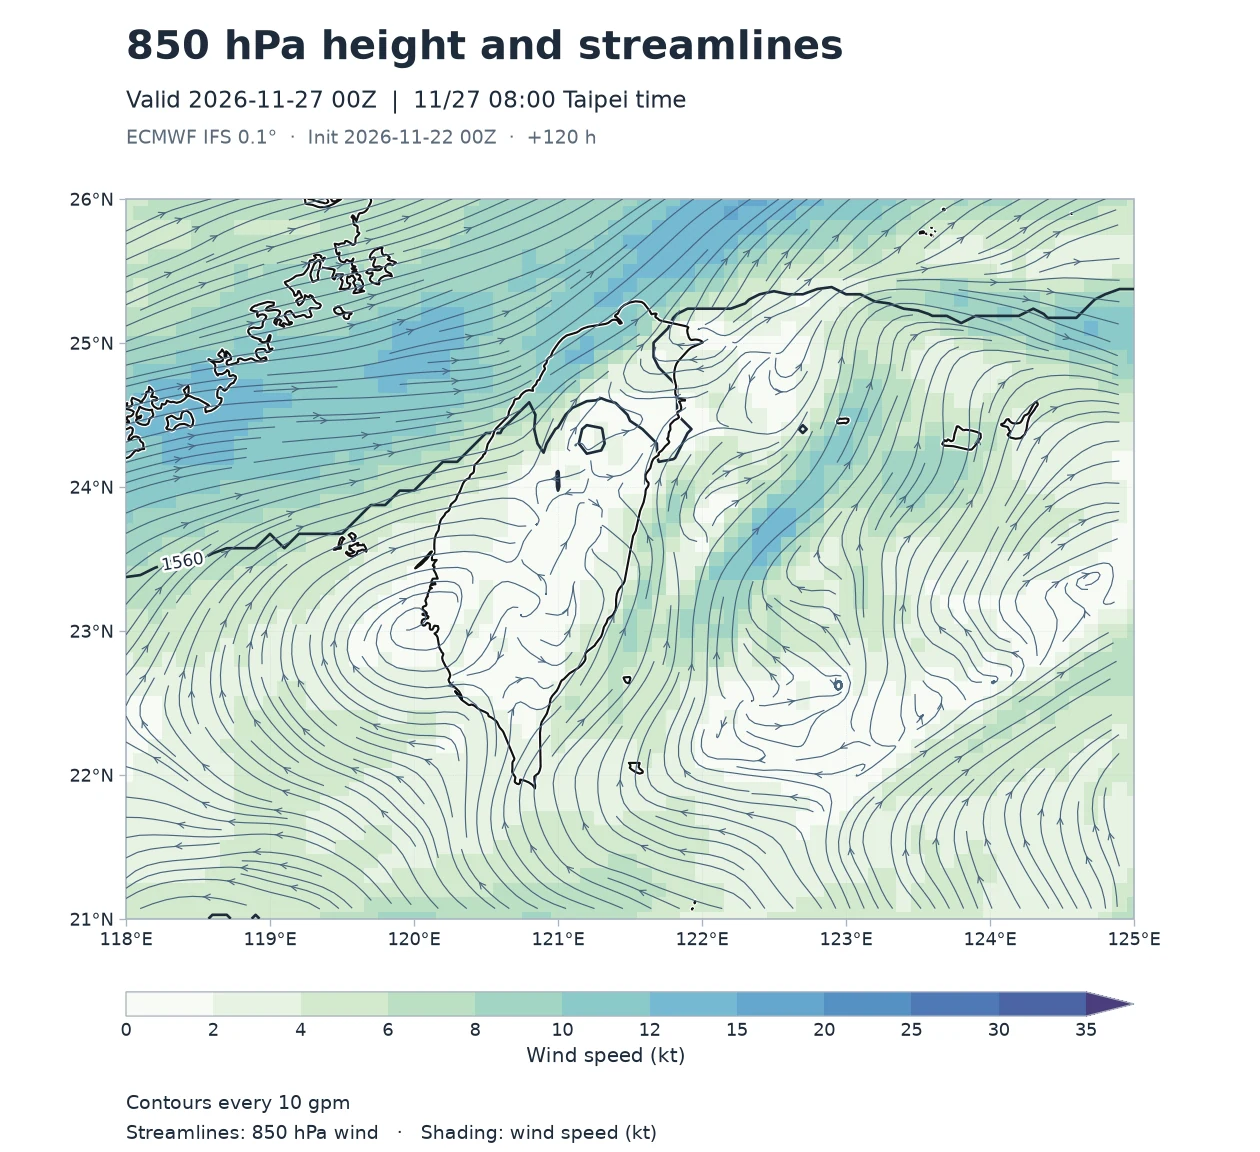 850 hPa height and streamlines
Valid 2026-11-27 00Z | 11/27 08:00 Taipei time
ECMWF IFS 0.1° · Init 2026-11-22 00Z · +120 h
26°N
25°N
24°N
1560
23°N
22°N
21°N
118°E 119°E 120°E 121°E 122°E 123°E 124°E 125°E
0 2 4 6 8 10 12 15 20 25 30 35
Wind speed (kt)
Contours every 10 gpm
Streamlines: 850 hPa wind · Shading: wind speed (kt)